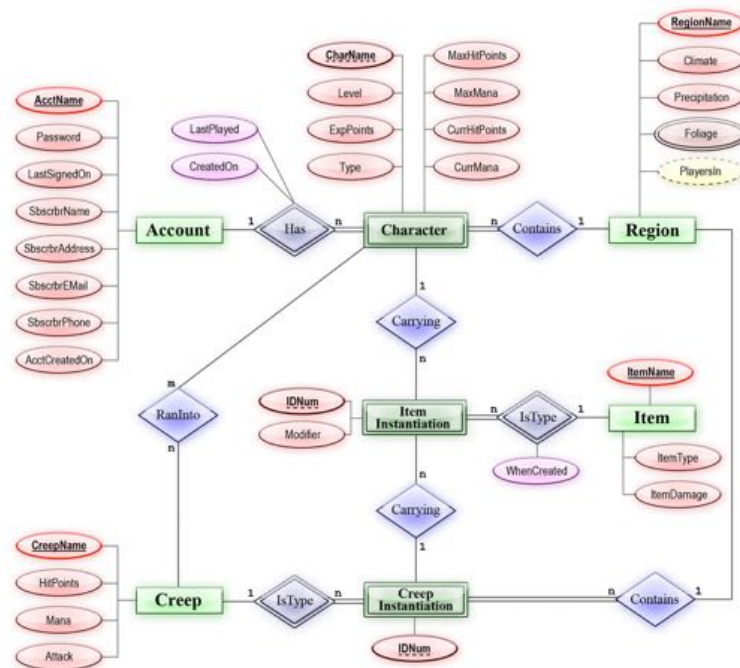 RegionName
CharName
MaxHitPoints
Climate
AcctName
Level
MaxMana
LastPlayed
Precipitation
Password
ExpPoints
CurrHitPoints
CreatedOn
Foliage
LastSignedOn
Type
CurrMana
PlayersIn
SbscrbrName
Account
1
Has
n
Character
n
Contains
1
Region
SbscrbrAddress
SbscrbrEMail
1
SbscrbrPhone
Carrying
AcctCreatedOn
n
ItemName
m
IDNum
RanInto
Item
Instantiation
n
IsType
1
Item
Modifier
n
WhenCreated
ItemType
n
ItemDamage
Carrying
CreepName
1
HitPoints
Creep
1
IsType
n
Creep
Instantiation
n
Contains
1
Mana
Attack
IDNum